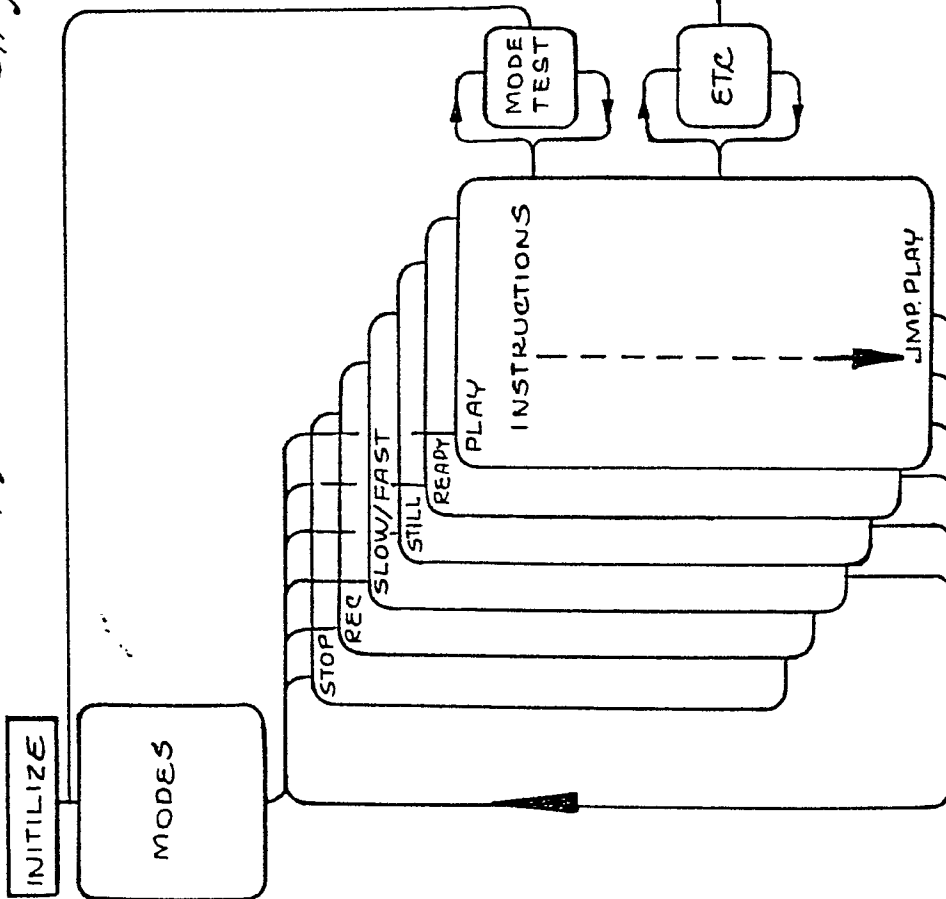 INITILIZE
MODES
STOP
REC
SLOW/FAST
STILL
READY
PLAY
INSTRUCTIONS
JMP. PLAY
MODE
TEST
ETC